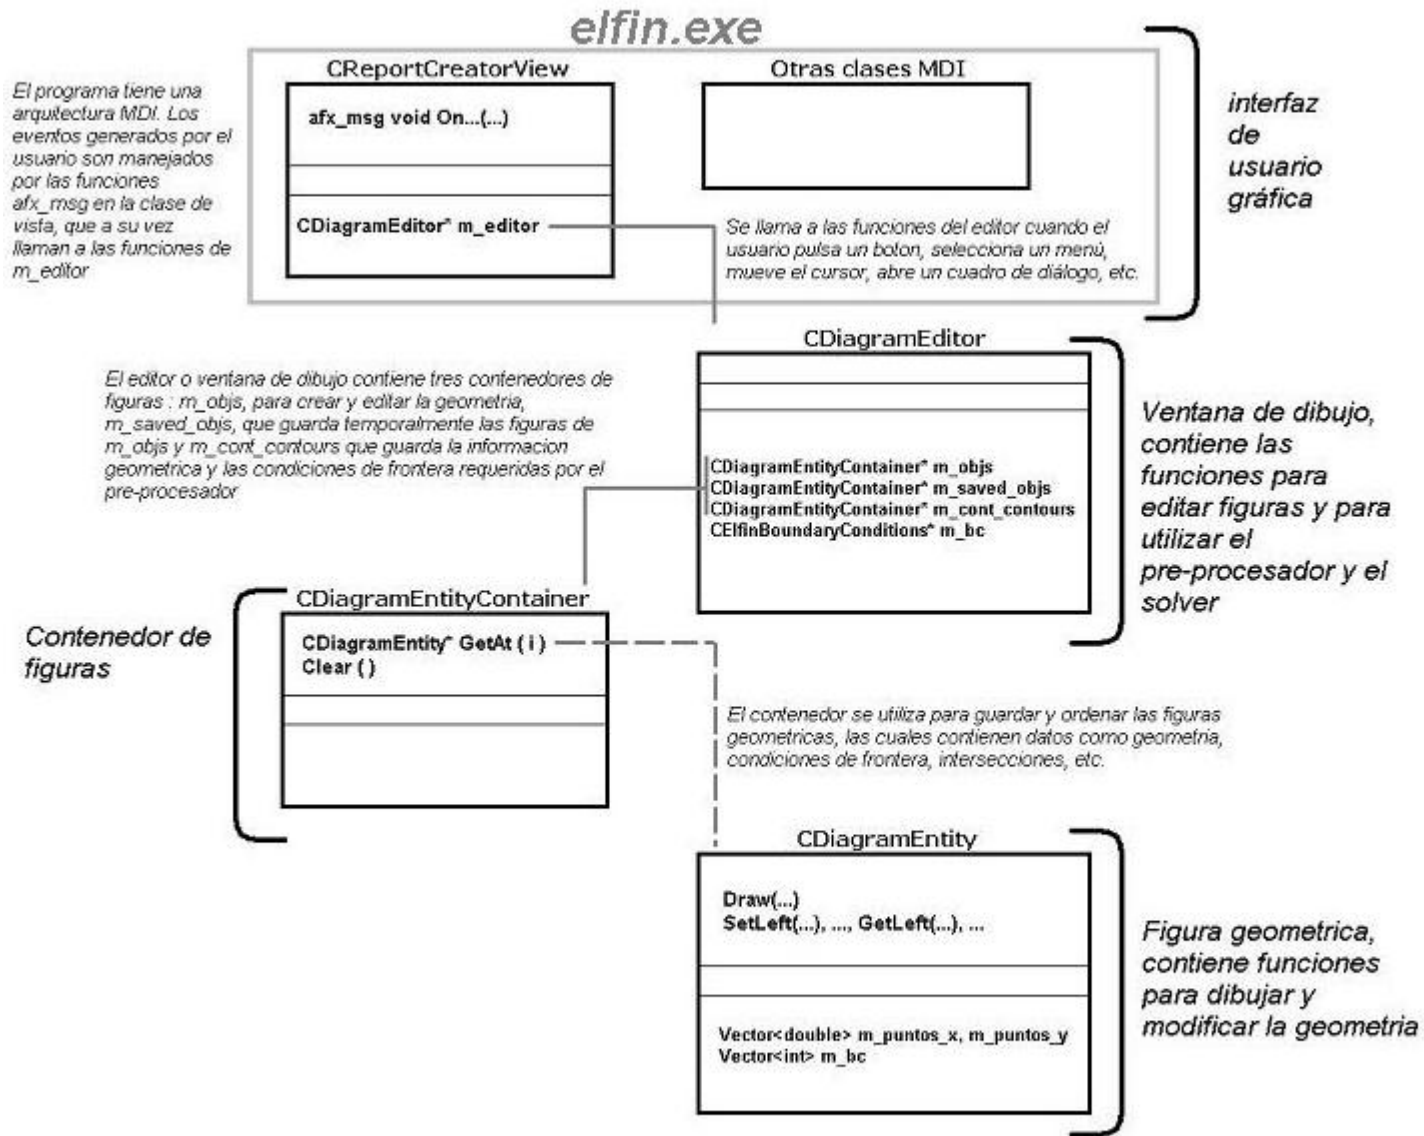 elfin.exe
CReportCreatorView
Otras clases MDI
El programa tiene una
arquitectura MDI. Los
eventos generados por el
usuario son manejados
por las funciones
afx_msg en la clase de
vista, que a su vez
llaman a las funciones de
m_editor
afx_msg void On...(...)
CDiagramEditor* m_editor
Se llama a las funciones del editor cuando el
usuario pulsa un boton, selecciona un menú,
mueve el cursor, abre un cuadro de diálogo, etc.
interfaz
de
usuario
gráfica
CDiagramEditor
El editor o ventana de dibujo contiene tres contenedores de
figuras : m_objs, para crear y editar la geometria,
m_saved_objs, que guarda temporalmente las figuras de
m_objs y m_cont_contours que guarda la informacion
geometrica y las condiciones de frontera requeridas por el
pre-procesador
CDiagramEntityContainer* m_objs
CDiagramEntityContainer* m_saved_objs
CDiagramEntityContainer* m_cont_contours
CElfinBoundaryConditions* m_bc
Ventana de dibujo,
contiene las
funciones para
editar figuras y para
utilizar el
pre-procesador y el
solver
Contenedor de
figuras
CDiagramEntityContainer
CDiagramEntity* GetAt ( i )
Clear ( )
El contenedor se utiliza para guardar y ordenar las figuras
geometricas, las cuales contienen datos como geometria,
condiciones de frontera, intersecciones, etc.
CDiagramEntity
Draw(...)
SetLeft(...), ..., GetLeft(...), ...
Vector<double> m_puntos_x, m_puntos_y
Vector<int> m_bc
Figura geometrica,
contiene funciones
para dibujar y
modificar la geometria